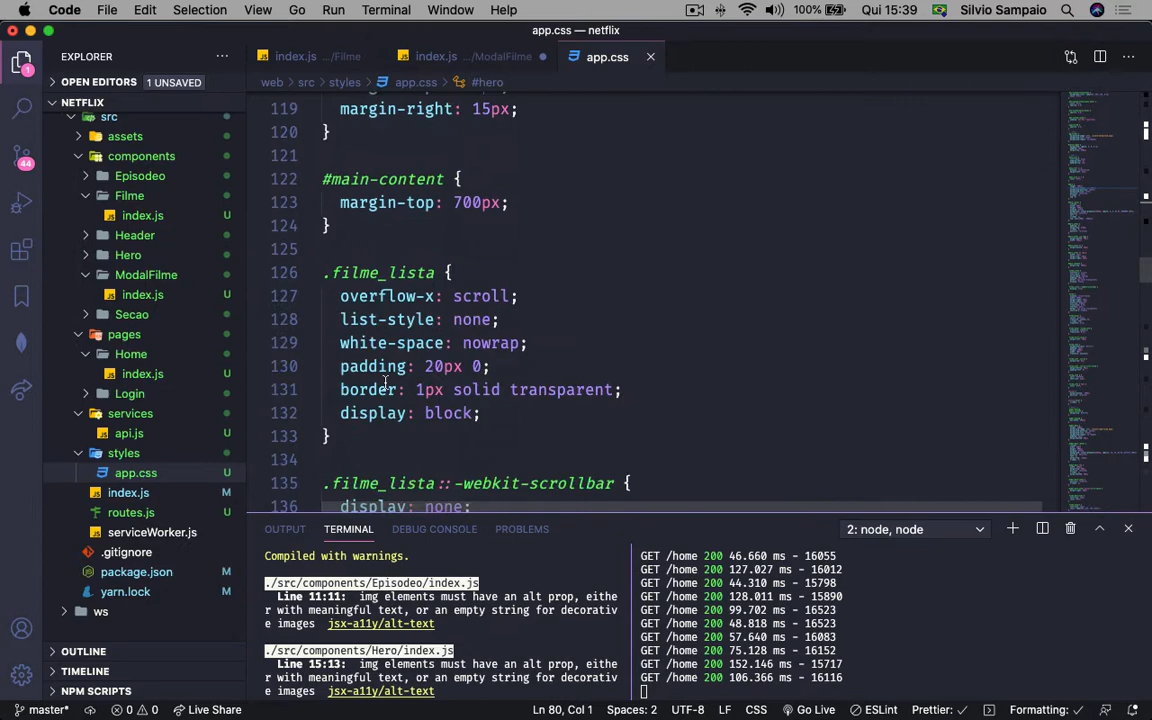 Code File Edit Selection View Go Run Terminal Window Help 100% Qui 15:39 Silvio Sampaio
app.css — netflix
EXPLORER
index.js .../Filme
index.js .../ModalFilme
app.css
OPEN EDITORS 1 UNSAVED
web > src > styles > app.css > #hero
NETFLIX
src
assets
components
Episodeo
Filme
index.js U
Header
Hero
ModalFilme
index.js U
Secao
pages
Home
index.js U
Login
services
api.js U
styles
app.css U
index.js M
routes.js U
serviceWorker.js
.gitignore
package.json M
yarn.lock M
ws
OUTLINE
TIMELINE
NPM SCRIPTS
1
44
119 margin-right: 15px;
120 }
121
122 #main-content {
123 margin-top: 700px;
124 }
125
126 .filme_lista {
127 overflow-x: scroll;
128 list-style: none;
129 white-space: nowrap;
130 padding: 20px 0;
131 border: 1px solid transparent;
132 display: block;
133 }
134
135 .filme_lista::-webkit-scrollbar {
136 display: none;
OUTPUT TERMINAL DEBUG CONSOLE PROBLEMS 2: node, node
Compiled with warnings.
./src/components/Episodeo/index.js
Line 11:11: img elements must have an alt prop, eithe
r with meaningful text, or an empty string for decorativ
e images jsx-a11y/alt-text
./src/components/Hero/index.js
Line 15:13: img elements must have an alt prop, eithe
r with meaningful text, or an empty string for decorativ
e images jsx-a11y/alt-text
GET /home 200 46.660 ms - 16055
GET /home 200 127.027 ms - 16012
GET /home 200 44.310 ms - 15798
GET /home 200 128.011 ms - 15890
GET /home 200 99.702 ms - 16523
GET /home 200 48.818 ms - 16523
GET /home 200 57.640 ms - 16083
GET /home 200 75.128 ms - 16152
GET /home 200 152.146 ms - 15717
GET /home 200 106.366 ms - 16116
master* 0 0 Live Share Ln 80, Col 1 Spaces: 2 UTF-8 LF CSS Go Live ESLint Prettier: ✓ Formatting: ✓